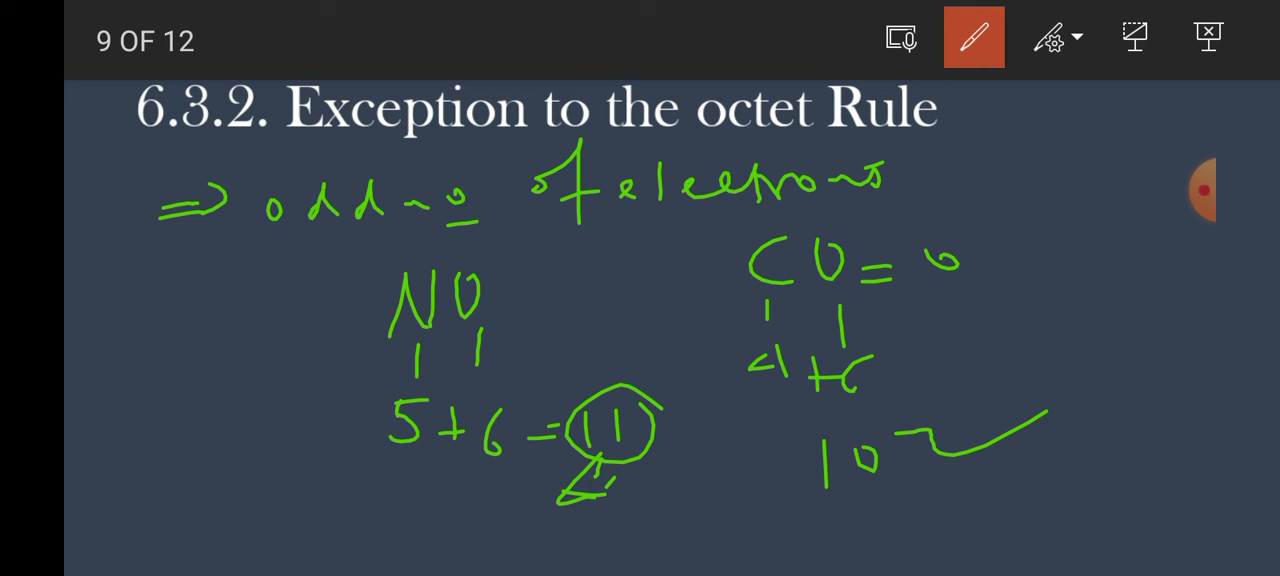 9 OF 12
6.3.2. Exception to the octet Rule
⇒ odd no of electrons
NO
CO = 0
5 + 6 = 11
4 + 6
10